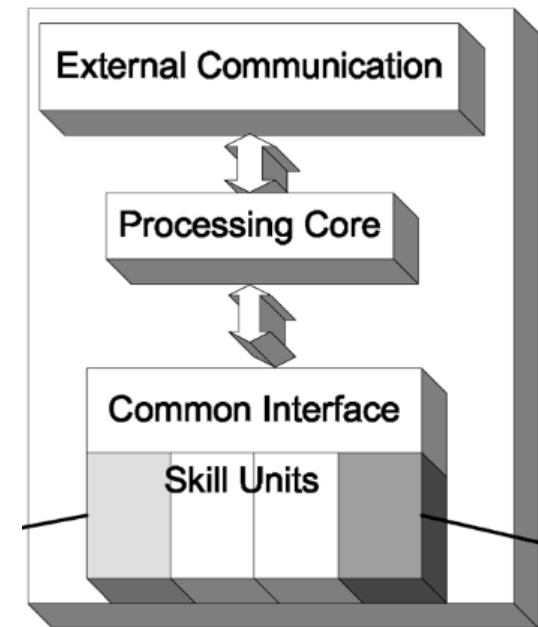 External Communication
Processing Core
Common Interface
Skill Units